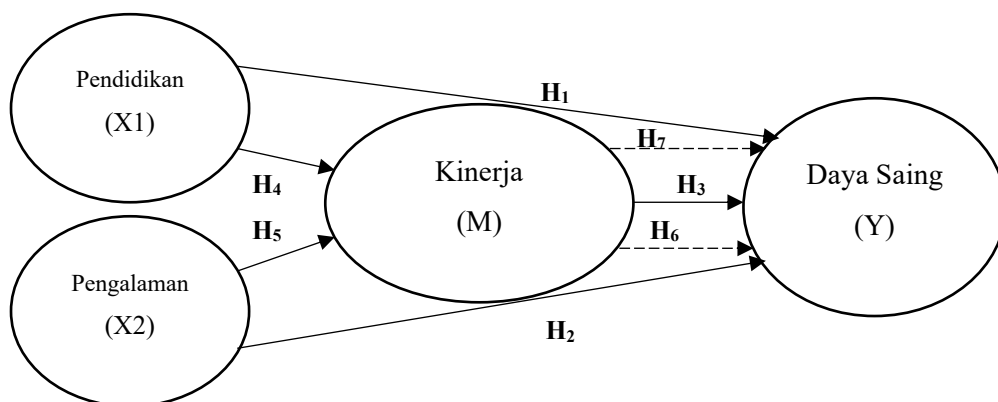 Pendidikan
(X1)
H1
H7
Kinerja
(M)
Daya Saing
(Y)
H4
H3
H5
H6
Pengalaman
(X2)
H2